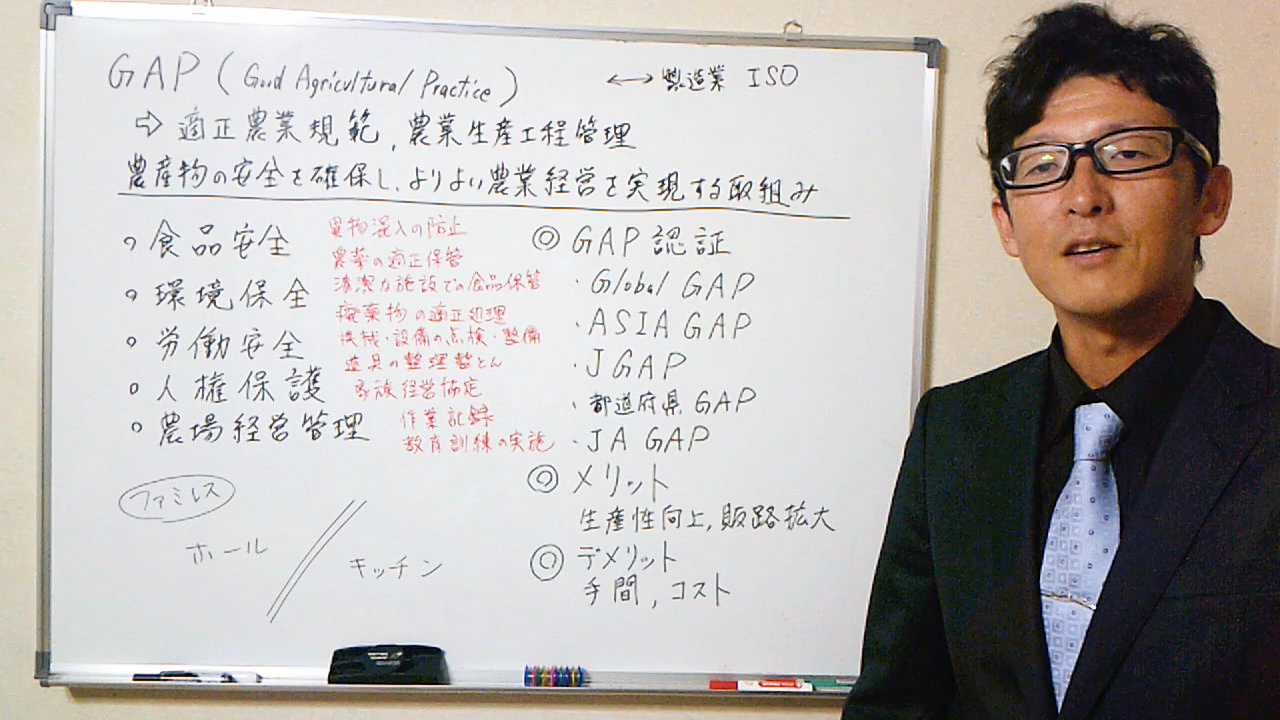 GAP (Good Agricultural Practice) ⟷ 製造業 ISO
⇨ 適正農業規範、農業生産工程管理
農産物の安全を確保し、よりよい農業経営を実現する取組み
○ 食品安全
異物混入の防止
農薬の適正保管
清潔な施設での食品保管
○ 環境保全
廃棄物の適正処理
○ 労働安全
機械・設備の点検・整備
道具の整理整とん
○ 人権保護
家族経営協定
○ 農場経営管理
作業記録
教育訓練の実施
ファミレス
ホール // キッチン
◎ GAP認証
・Global GAP
・ASIA GAP
・J GAP
・都道府県 GAP
・JA GAP
◎ メリット
生産性向上, 販路拡大
◎ デメリット
手間, コスト